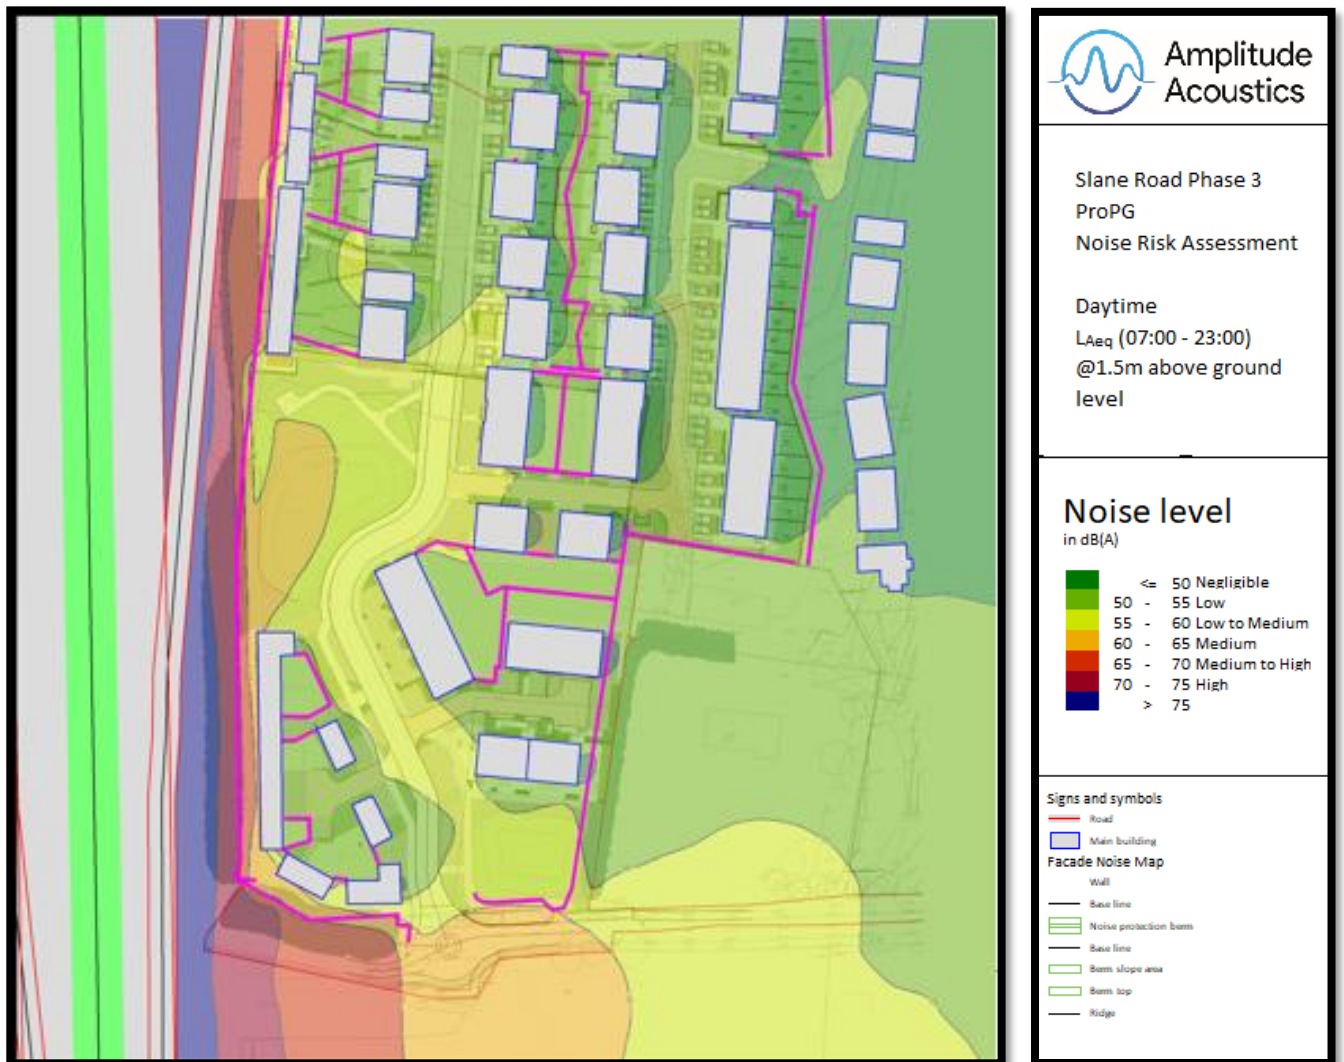 Amplitude
Acoustics
Slane Road Phase 3
ProPG
Noise Risk Assessment
Daytime
LAeq (07:00 - 23:00)
@1.5m above ground
level
Noise level
in dB(A)
<= 50 Negligible
50 - 55 Low
55 - 60 Low to Medium
60 - 65 Medium
65 - 70 Medium to High
70 - 75 High
> 75
Signs and symbols
Road
Main building
Facade Noise Map
Wall
Base line
Noise protection berm
Base line
Berm slope area
Berm top
Ridge